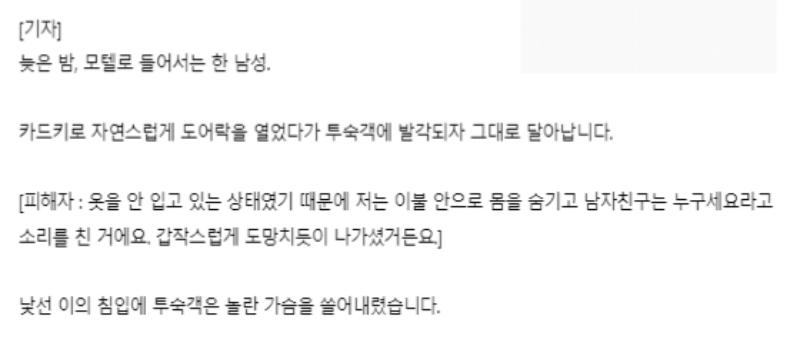 [기자]
늦은 밤, 모텔로 들어서는 한 남성.
카드키로 자연스럽게 도어락을 열었다가 투숙객에 발각되자 그대로 달아납니다.
[피해자 : 옷을 안 입고 있는 상태였기 때문에 저는 이불 안으로 몸을 숨기고 남자친구는 누구세요라고
소리를 친 거에요. 갑작스럽게 도망치듯이 나가셨거든요.]
낯선 이의 침입에 투숙객은 놀란 가슴을 쓸어내렸습니다.